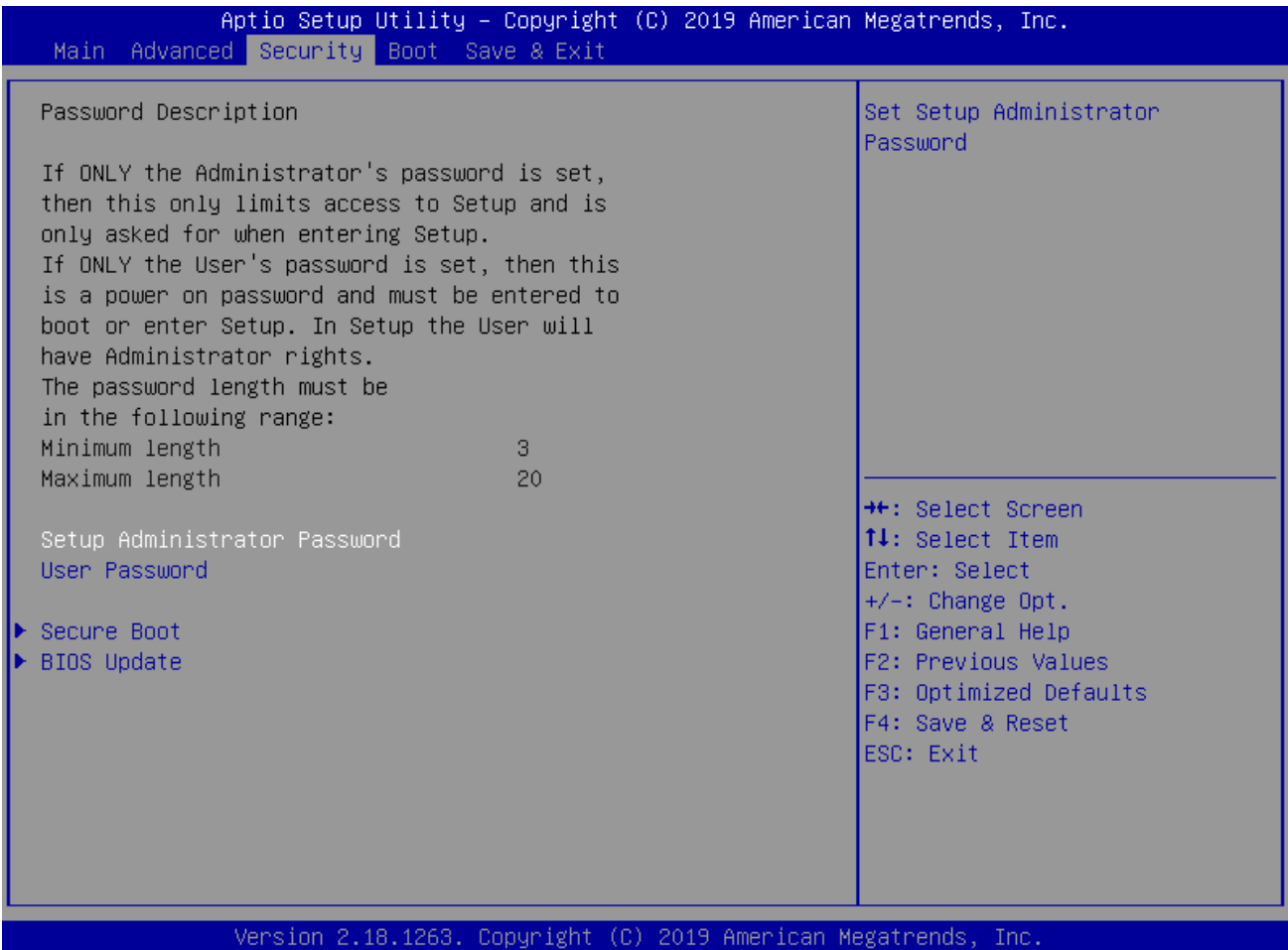 Aptio Setup Utility – Copyright (C) 2019 American Megatrends, Inc.
Main Advanced Security Boot Save & Exit
Password Description
If ONLY the Administrator's password is set,
then this only limits access to Setup and is
only asked for when entering Setup.
If ONLY the User's password is set, then this
is a power on password and must be entered to
boot or enter Setup. In Setup the User will
have Administrator rights.
The password length must be
in the following range:
Minimum length 3
Maximum length 20
Setup Administrator Password
User Password
▶ Secure Boot
▶ BIOS Update
Set Setup Administrator
Password
→←: Select Screen
↑↓: Select Item
Enter: Select
+/-: Change Opt.
F1: General Help
F2: Previous Values
F3: Optimized Defaults
F4: Save & Reset
ESC: Exit
Version 2.18.1263. Copyright (C) 2019 American Megatrends, Inc.